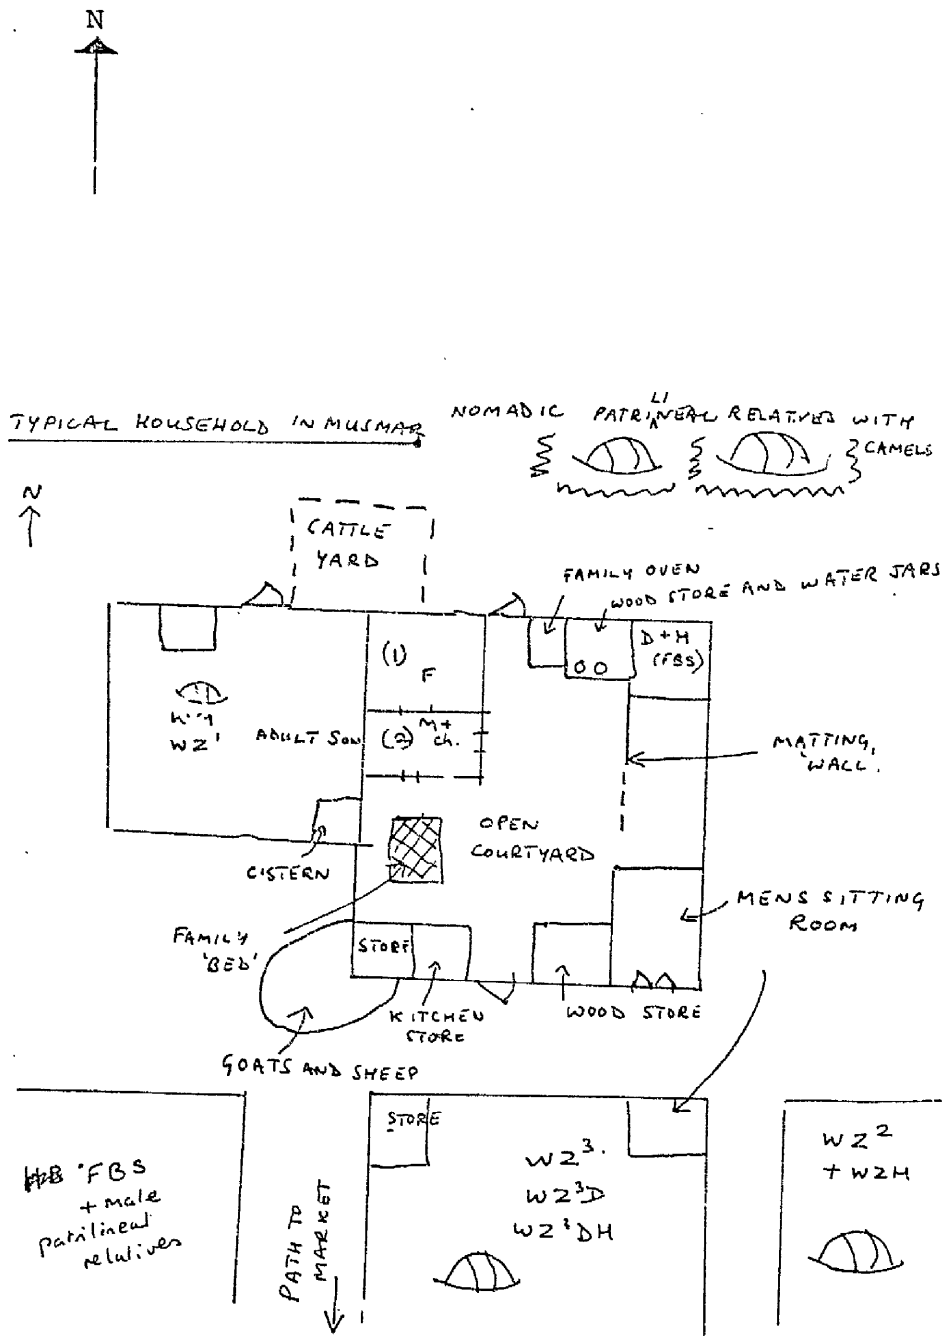 N
TYPICAL HOUSEHOLD IN MUSMAR
NOMADIC PATRILINEAL RELATIVES WITH
CAMELS
N
CATTLE
YARD
FAMILY OVEN
WOOD STORE AND WATER JARS
D + H
(FBS)
(1)
F
WZ¹
ADULT SON
(2)
M +
ch.
MATTING
'WALL'
OPEN
COURTYARD
CISTERN
MENS SITTING
ROOM
FAMILY
'BED'
STORE
KITCHEN
STORE
WOOD STORE
GOATS AND SHEEP
STORE
FBS
+ male
patrilineal
relatives
PATH TO
MARKET
WZ³.
WZ³D
WZ³DH
WZ²
+ WZH